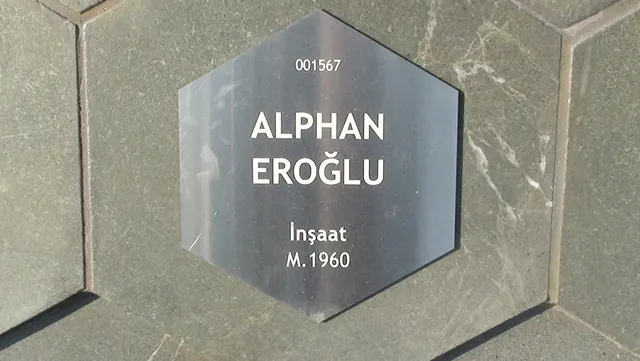 001567
ALPHAN
EROĞLU
İnşaat
M.1960